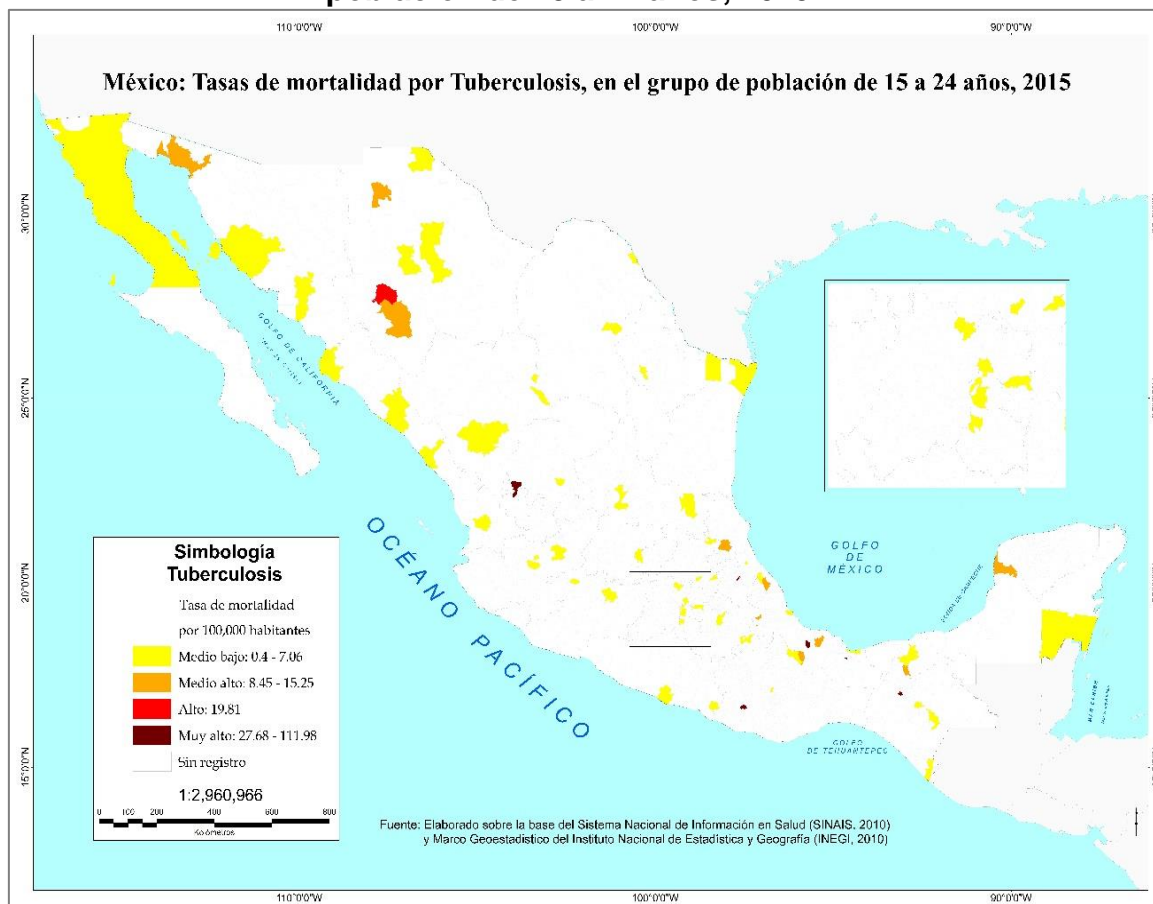 110°0'0"W 100°0'0"W 90°0'0"W
México: Tasas de mortalidad por Tuberculosis, en el grupo de población de 15 a 24 años, 2015
30°0'0"N
25°0'0"N
20°0'0"N
15°0'0"N
GOLFO DE CALIFORNIA
OCÉANO PACÍFICO
GOLFO
DE
MÉXICO
GOLFO
DE TEHUANTEPEC
MAR CARIBE
Simbología
Tuberculosis
Tasa de mortalidad
por 100,000 habitantes
Medio bajo: 0.4 - 7.06
Medio alto: 8.45 - 15.25
Alto: 19.81
Muy alto: 27.68 - 111.98
Sin registro
1:2,960,966
0 100 200 400 600 800
Kilómetros
Fuente: Elaborado sobre la base del Sistema Nacional de Información en Salud (SINAIS. 2010)
y Marco Geoestadistico del Instituto Nacional de Estadística y Geografía (INEGI, 2010)
110°0'0"W 100°0'0"W 90°0'0"W